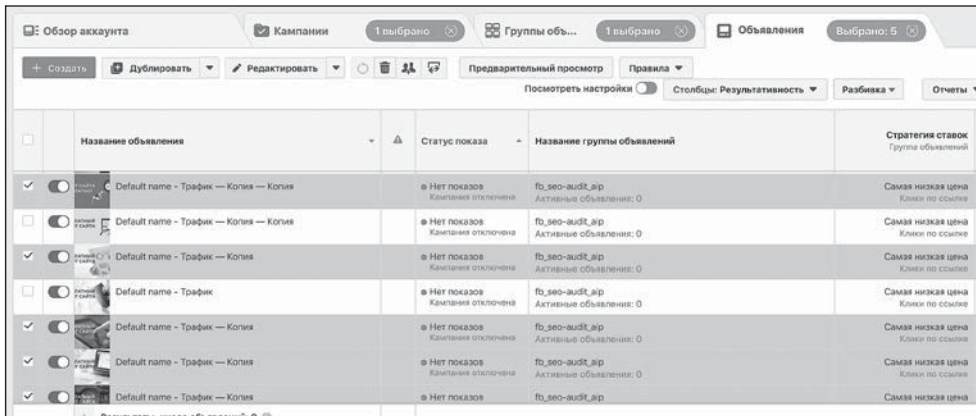 Обзор аккаунта Кампании 1 выбрано Группы объ... 1 выбрано Объявления Выбрано: 5
+ Создать Дублировать Редактировать Предварительный просмотр Правила
Посмотреть настройки Столбцы: Результативность Разбивка Отчеты
Название объявления Статус показа Название группы объявлений Стратегия ставок
Группа объявлений
Default name - Трафик — Копия — Копия Нет показов fb_seo-audit_aip Самая низкая цена
Кампания отключена Активные объявления: 0 Клики по ссылке
Default name - Трафик — Копия — Копия Нет показов fb_seo-audit_aip Самая низкая цена
Кампания отключена Активные объявления: 0 Клики по ссылке
Default name - Трафик — Копия Нет показов fb_seo-audit_aip Самая низкая цена
Кампания отключена Активные объявления: 0 Клики по ссылке
Default name - Трафик Нет показов fb_seo-audit_aip Самая низкая цена
Кампания отключена Активные объявления: 0 Клики по ссылке
Default name - Трафик — Копия Нет показов fb_seo-audit_aip Самая низкая цена
Кампания отключена Активные объявления: 0 Клики по ссылке
Default name - Трафик — Копия Нет показов fb_seo-audit_aip Самая низкая цена
Кампания отключена Активные объявления: 0 Клики по ссылке
Default name - Трафик — Копия Нет показов fb_seo-audit_aip Самая низкая цена